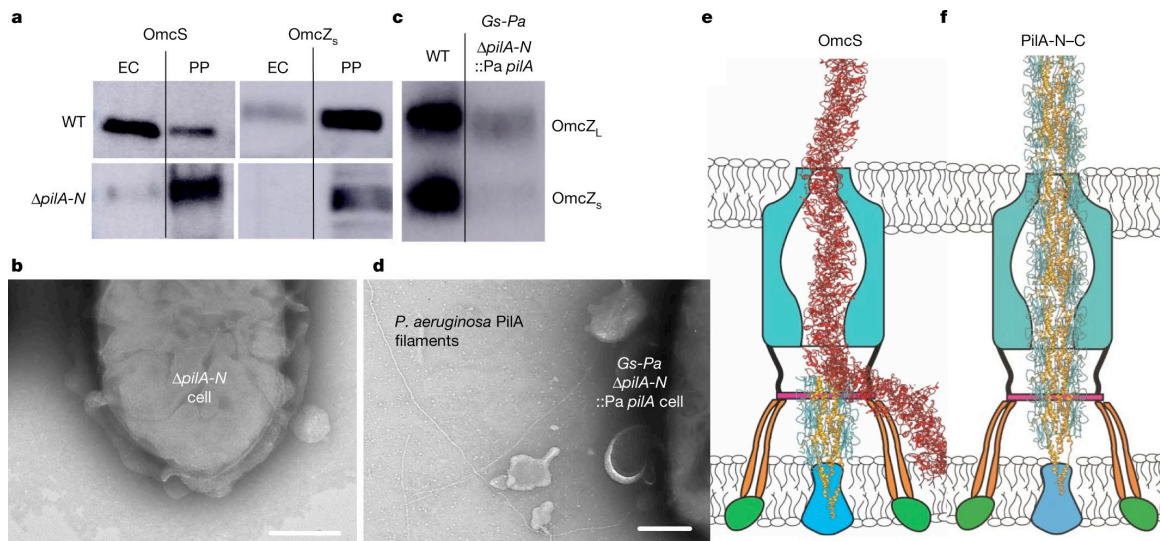 a
OmcS
OmcZs
EC
PP
EC
PP
WT
ΔpilA-N
c
Gs-Pa
WT
ΔpilA-N
::Pa pilA
OmcZL
OmcZs
b
ΔpilA-N
cell
d
P. aeruginosa PilA
filaments
Gs-Pa
ΔpilA-N
::Pa pilA cell
e
OmcS
f
PilA-N–C